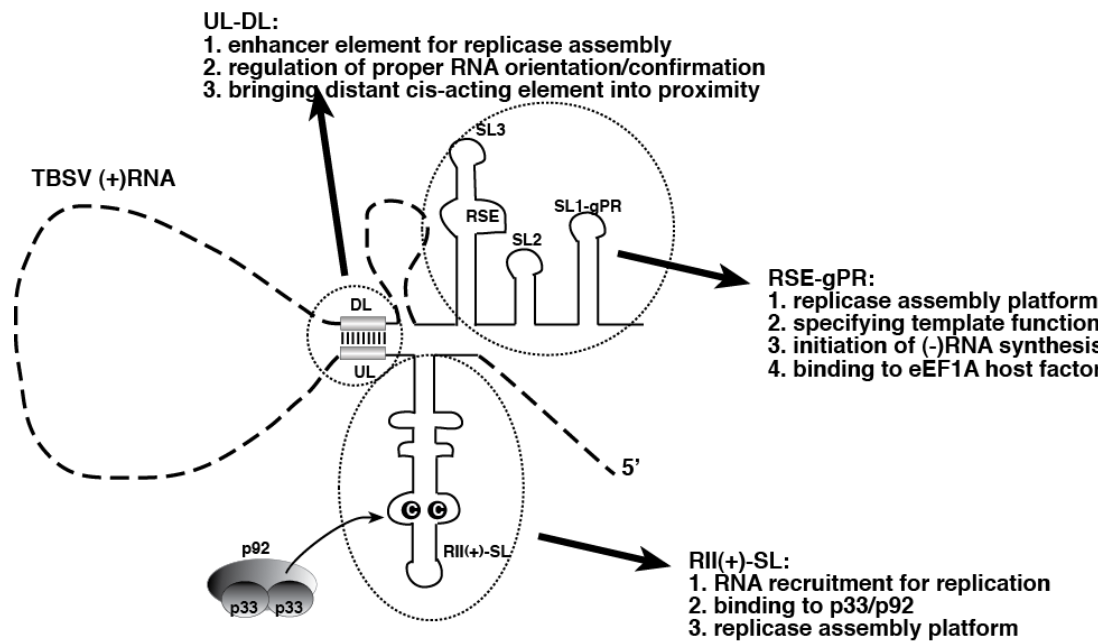 UL-DL:
1. enhancer element for replicase assembly
2. regulation of proper RNA orientation/confirmation
3. bringing distant cis-acting element into proximity
SL3
TBSV (+)RNA
RSE
SL1-gPR
SL2
RSE-gPR:
1. replicase assembly platform
2. specifying template function
3. initiation of (-)RNA synthesis
4. binding to eEF1A host factor
DL
UL
5’
C C
p92
RII(+)-SL
p33 p33
RII(+)-SL:
1. RNA recruitment for replication
2. binding to p33/p92
3. replicase assembly platform